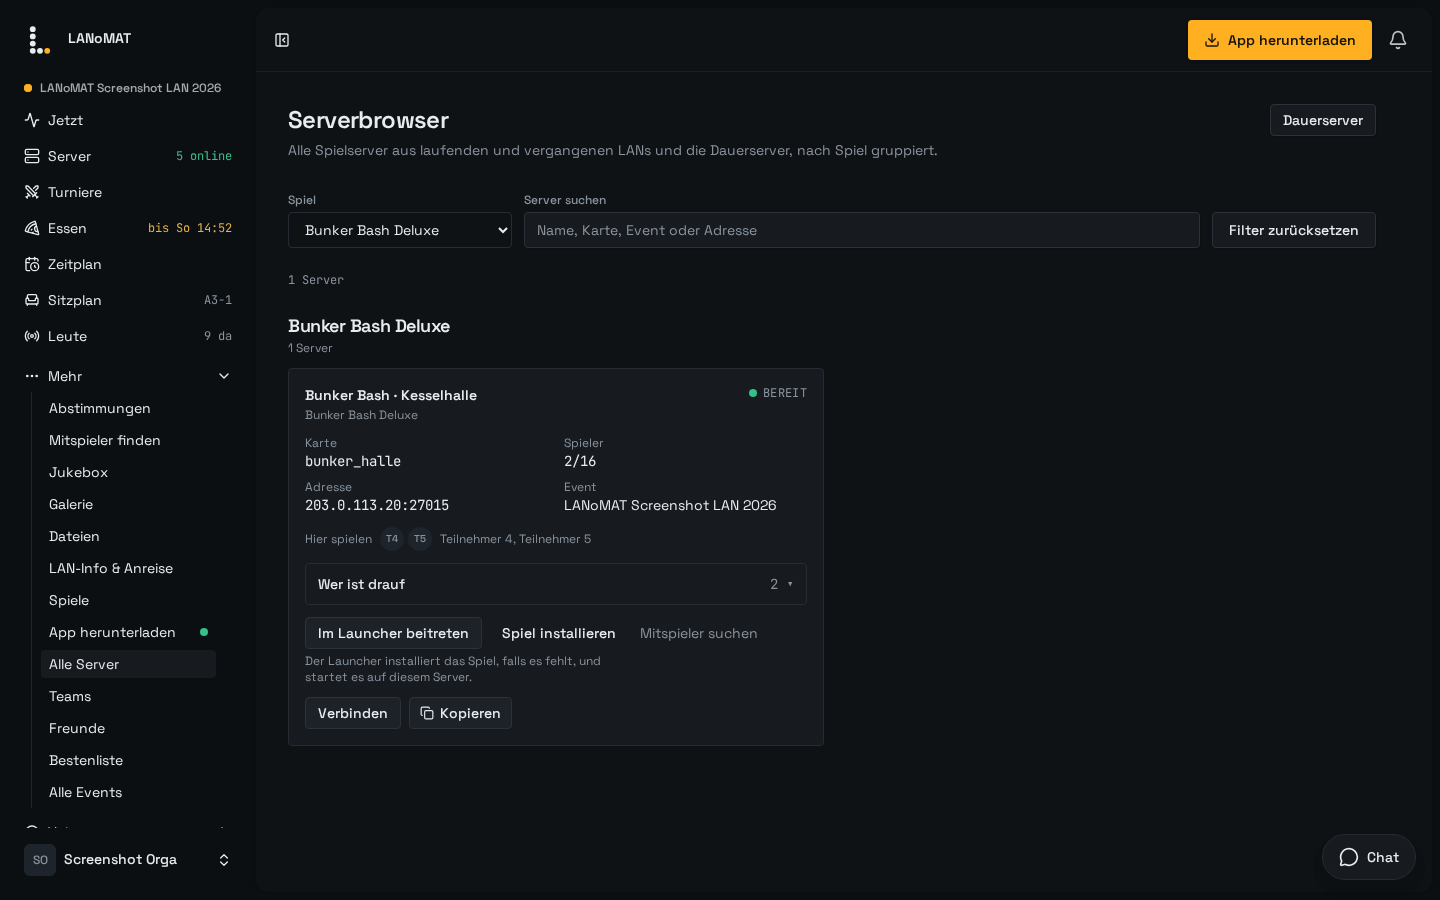 LANoMAT
App herunterladen
LANoMAT Screenshot LAN 2026
Jetzt
Server 5 online
Turniere
Essen bis So 14:52
Zeitplan
Sitzplan A3-1
Leute 9 da
Mehr
Abstimmungen
Mitspieler finden
Jukebox
Galerie
Dateien
LAN-Info & Anreise
Spiele
App herunterladen
Alle Server
Teams
Freunde
Bestenliste
Alle Events
SO Screenshot Orga
Serverbrowser
Dauerserver
Alle Spielserver aus laufenden und vergangenen LANs und die Dauerserver, nach Spiel gruppiert.
Spiel
Server suchen
Bunker Bash Deluxe
Name, Karte, Event oder Adresse
Filter zurücksetzen
1 Server
Bunker Bash Deluxe
1 Server
Bunker Bash · Kesselhalle
BEREIT
Bunker Bash Deluxe
Karte
Spieler
bunker_halle
2/16
Adresse
Event
203.0.113.20:27015
LANoMAT Screenshot LAN 2026
Hier spielen T4 T5 Teilnehmer 4, Teilnehmer 5
Wer ist drauf 2
Im Launcher beitreten
Spiel installieren
Mitspieler suchen
Der Launcher installiert das Spiel, falls es fehlt, und
startet es auf diesem Server.
Verbinden
Kopieren
Chat